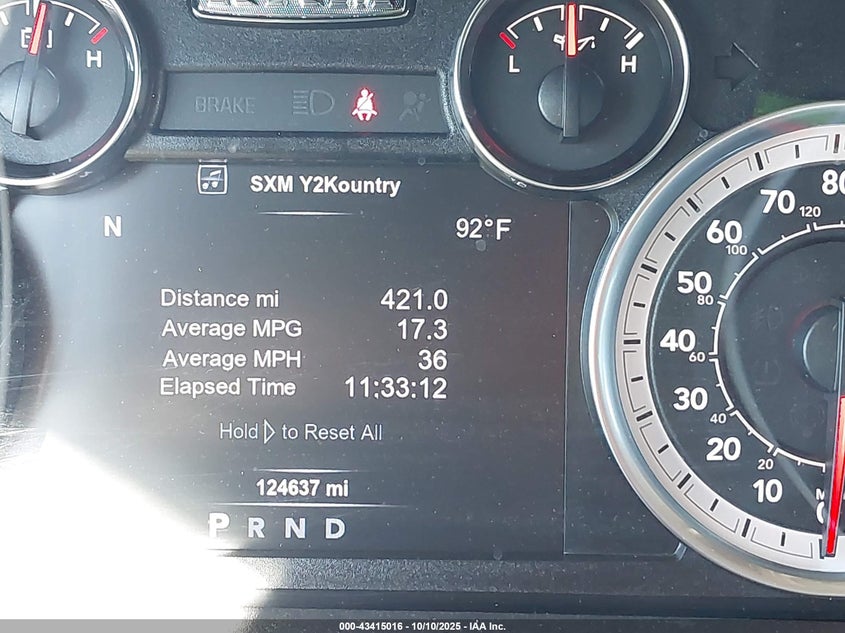 H
L
H
BRAKE
SXM Y2Kountry
N 92°F
Distance mi 421.0
Average MPG 17.3
Average MPH 36
Elapsed Time 11:33:12
Hold ▷ to Reset All
124637 mi
P R N D
80
70
120
60
100
50
80
40
60
30
40
20
20
10
0
000-43415016 - 10/10/2025 - IAA Inc.